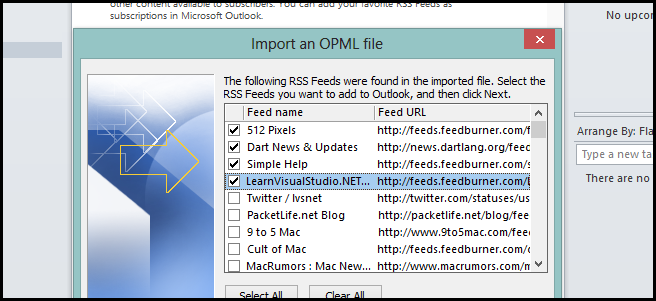 other content available to subscribers. You can add your favorite RSS Feeds as
subscriptions in Microsoft Outlook.
No upcom
Import an OPML file
The following RSS Feeds were found in the imported file. Select the
RSS Feeds you want to add to Outlook, and then click Next.
Feed name Feed URL
512 Pixels http://feeds.feedburner.com/f
Dart News & Updates http://news.dartlang.org/feed
Simple Help http://feeds.feedburner.com/s
LearnVisualStudio.NET... http://feeds.feedburner.com/L
Twitter / lvsnet http://twitter.com/statuses/us
PacketLife.net Blog http://packetlife.net/blog/fee
9 to 5 Mac http://www.9to5mac.com/feed
Cult of Mac http://feeds.feedburner.com/c
MacRumors : Mac New... http://www.macrumors.com/m
Select All Clear All
Arrange By: Fla
Type a new ta
There are no